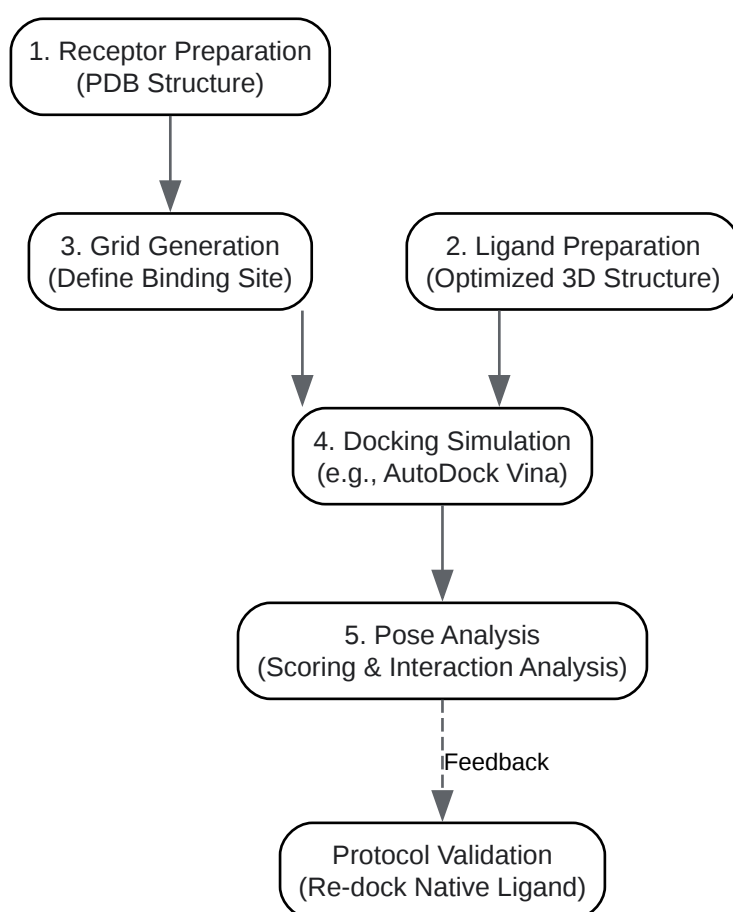 1. Receptor Preparation
(PDB Structure)
3. Grid Generation
(Define Binding Site)
2. Ligand Preparation
(Optimized 3D Structure)
4. Docking Simulation
(e.g., AutoDock Vina)
5. Pose Analysis
(Scoring & Interaction Analysis)
Feedback
Protocol Validation
(Re-dock Native Ligand)